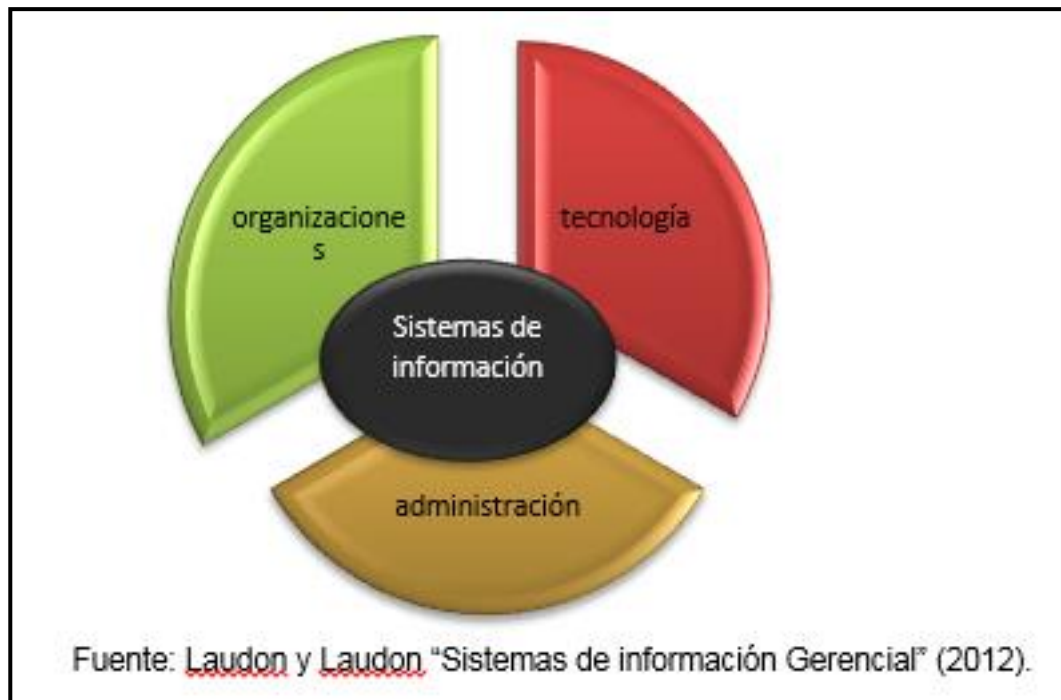 organizacione
s
tecnología
Sistemas de
información
administración
Fuente: Laudon y Laudon “Sistemas de información Gerencial” (2012).